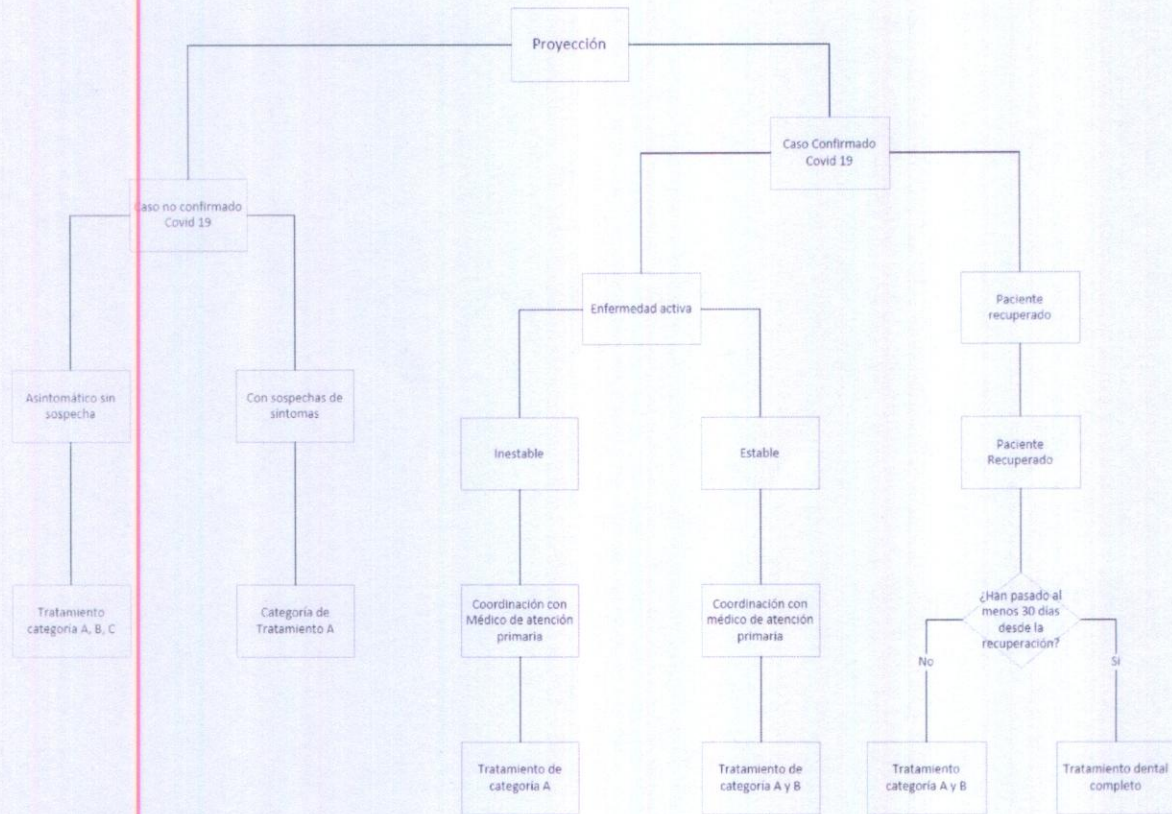 Proyección
Caso Confirmado
Covid 19
Caso no confirmado
Covid 19
Enfermedad activa
Paciente
recuperado
Asintomático sin
sospecha
Con sospechas de
síntomas
Inestable
Estable
Paciente
Recuperado
Tratamiento
categoría A, B, C
Categoría de
Tratamiento A
Coordinación con
Médico de atención
primaria
Coordinación con
médico de atención
primaria
¿Han pasado al
menos 30 días
desde la
recuperación?
No
Si
Tratamiento de
categoría A
Tratamiento de
categoría A y B
Tratamiento
categoría A y B
Tratamiento dental
completo